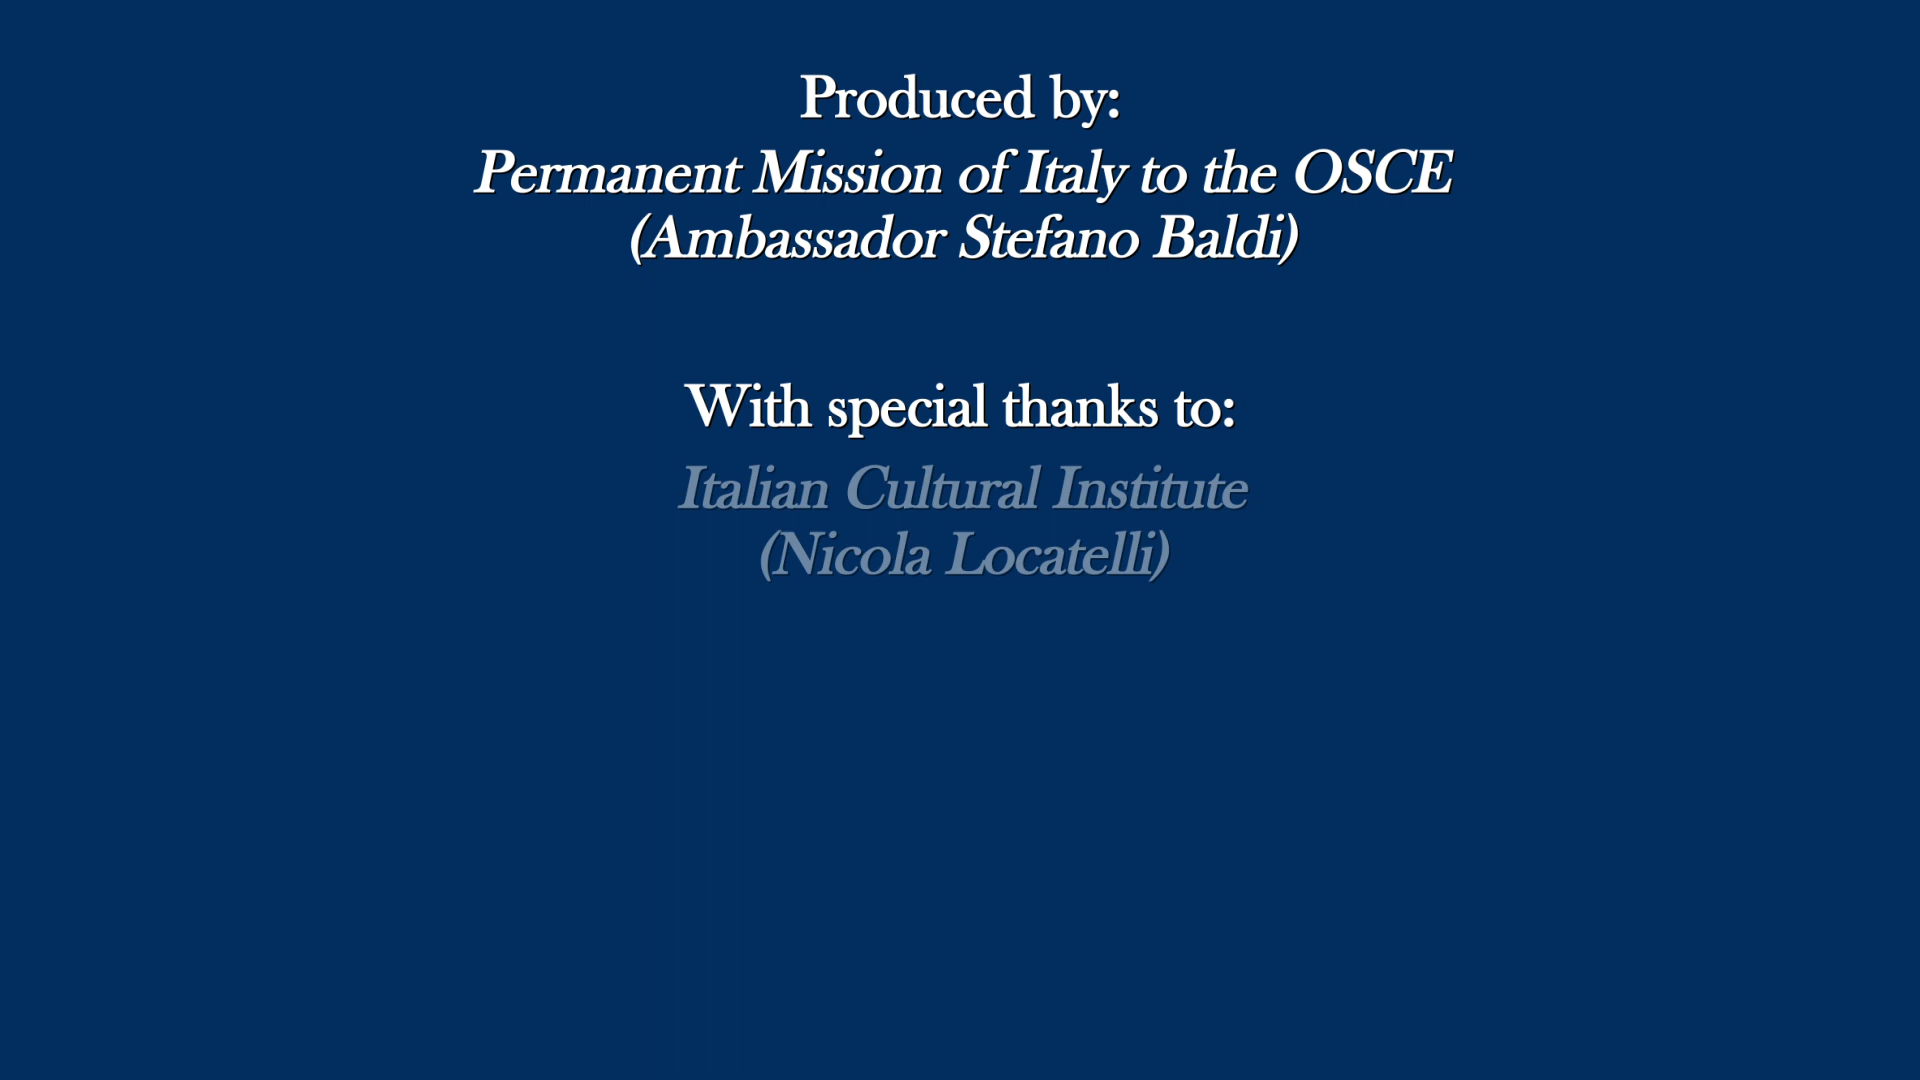 Produced by:
Permanent Mission of Italy to the OSCE
(Ambassador Stefano Baldi)
With special thanks to:
Italian Cultural Institute
(Nicola Locatelli)